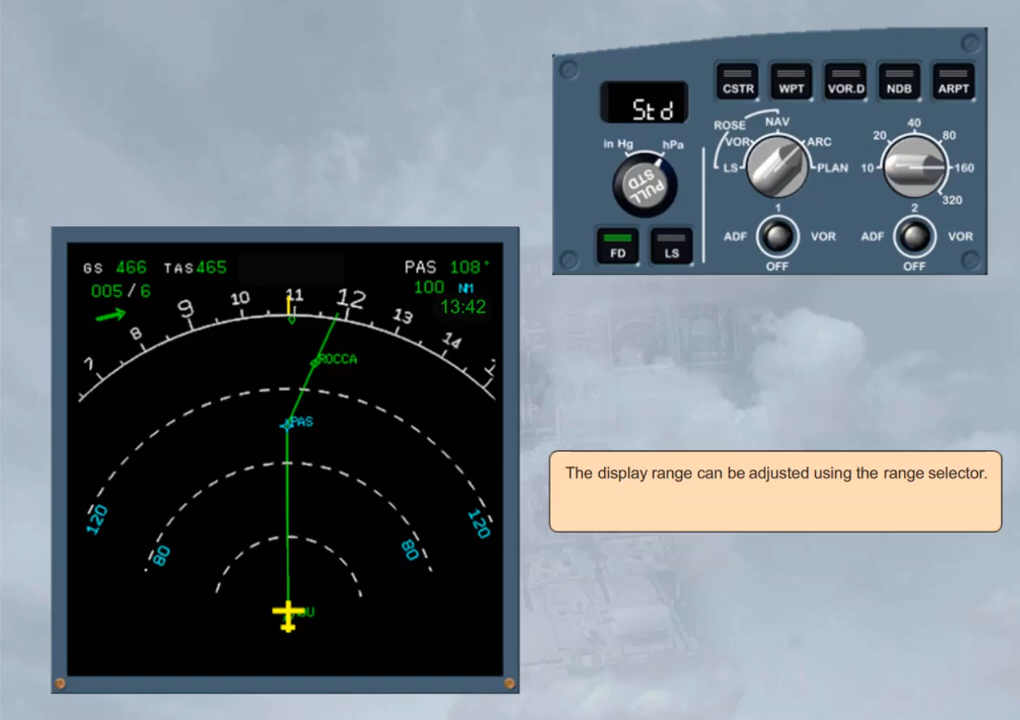 Std
in Hg
hPa
PULL
STD
FD
LS
CSTR
WPT
VOR.D
NDB
ARPT
ROSE
NAV
VOR
ARC
LS
PLAN
10
20
40
80
160
320
1
ADF
VOR
OFF
2
ADF
VOR
OFF
GS 466 TAS 465
005 / 6
PAS 108°
100 NM
13:42
7
8
9
10
11
12
13
14
ROCCA
PAS
120
80
80
120
The display range can be adjusted using the range selector.